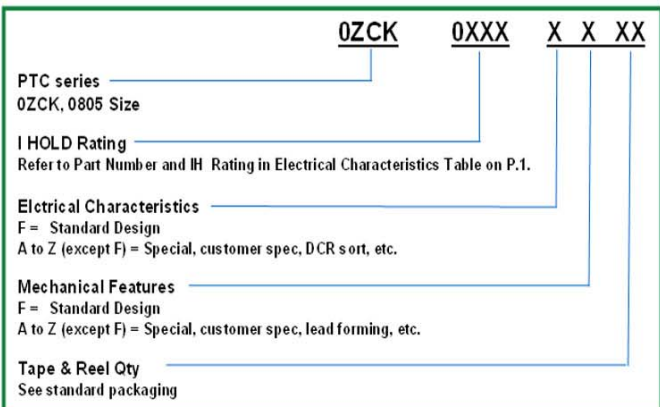 0ZCK 0XXX X X XX
PTC series
0ZCK, 0805 Size
I HOLD Rating
Refer to Part Number and IH Rating in Electrical Characteristics Table on P.1.
Elctrical Characteristics
F = Standard Design
A to Z (except F) = Special, customer spec, DCR sort, etc.
Mechanical Features
F = Standard Design
A to Z (except F) = Special, customer spec, lead forming, etc.
Tape & Reel Qty
See standard packaging